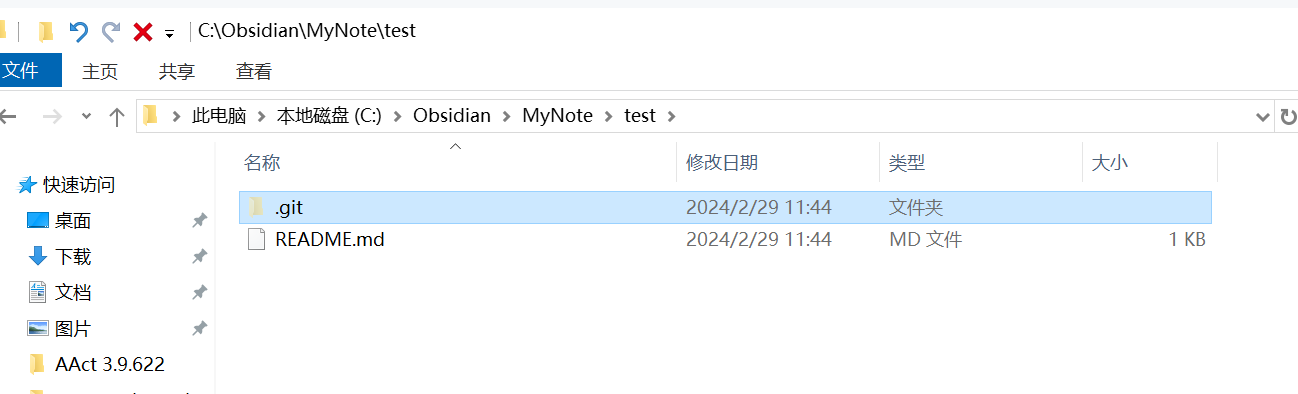 C:\Obsidian\MyNote\test
文件 主页 共享 查看
此电脑 本地磁盘 (C:) Obsidian MyNote test
名称 修改日期 类型 大小
快速访问
.git 2024/2/29 11:44 文件夹
桌面
README.md 2024/2/29 11:44 MD 文件 1 KB
下载
文档
图片
AAct 3.9.622